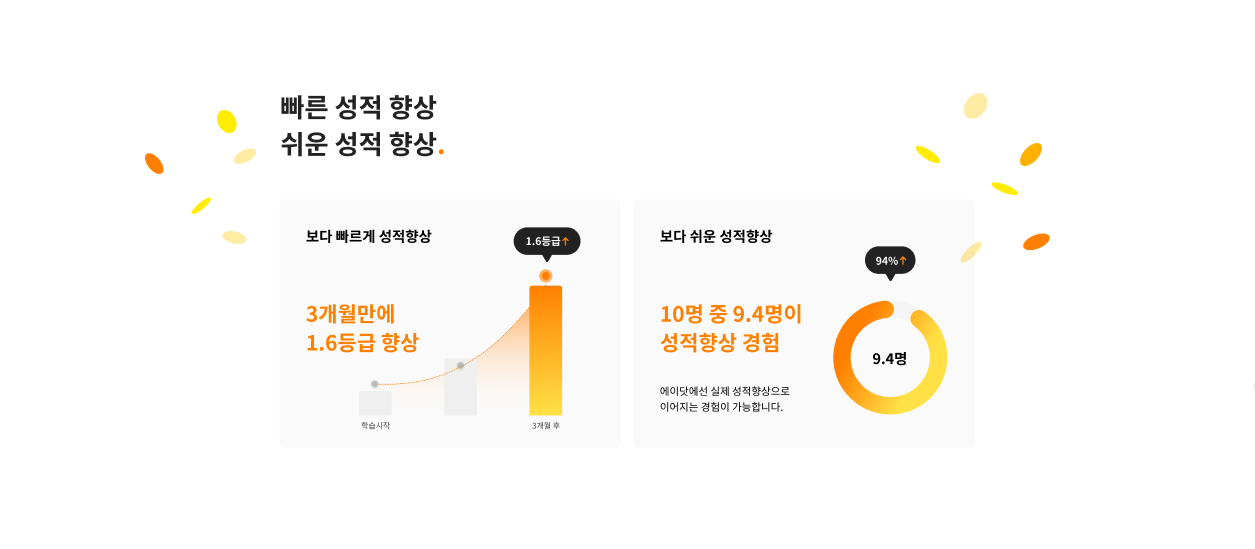 빠른 성적 향상
쉬운 성적 향상.
보다 빠르게 성적향상
1.6등급↑
3개월만에
1.6등급 향상
학습시작
3개월 후
보다 쉬운 성적향상
94%↑
10명 중 9.4명이
성적향상 경험
9.4명
에이닷에선 실제 성적향상으로
이어지는 경험이 가능합니다.